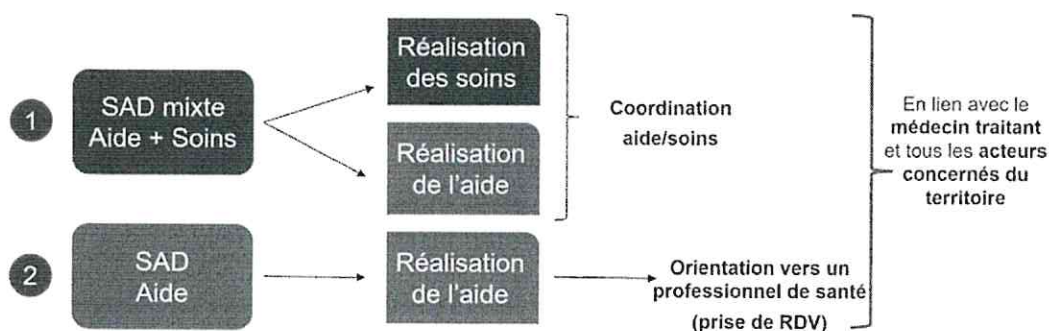 1
SAD mixte
Aide + Soins
Réalisation
des soins
Réalisation
de l'aide
Coordination
aide/soins
2
SAD
Aide
Réalisation
de l'aide
Orientation vers un
professionnel de santé
(prise de RDV)
En lien avec le
médecin traitant
et tous les acteurs
concernés du
territoire